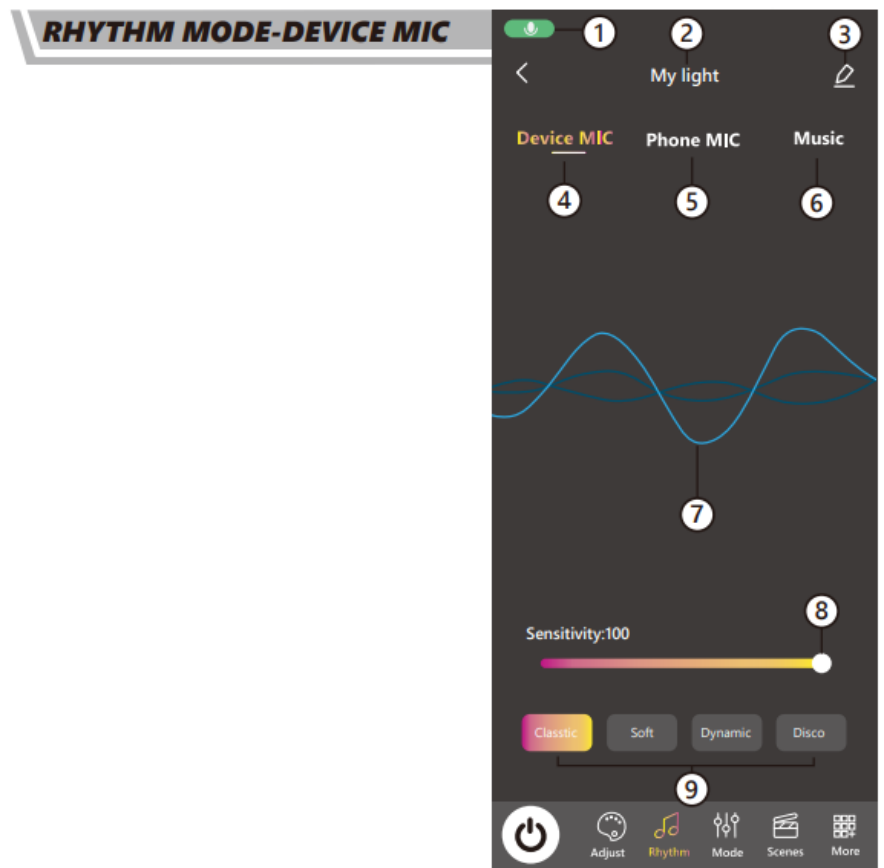 RHYTHM MODE-DEVICE MIC
1
2
3
My light
Device MIC Phone MIC Music
4
5
6
7
8
Sensitivity:100
Classtic Soft Dynamic Disco
9
Adjust Rhythm Mode Scenes More